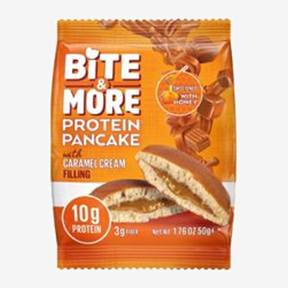 BiTE
&
MORE
PROTEIN
PANCAKE
with
CARAMEL CREAM
FILLING
SWEETENED
WITH
HONEY
10g
PROTEIN
3g FIBER
NET WT. 1.76 OZ 50g